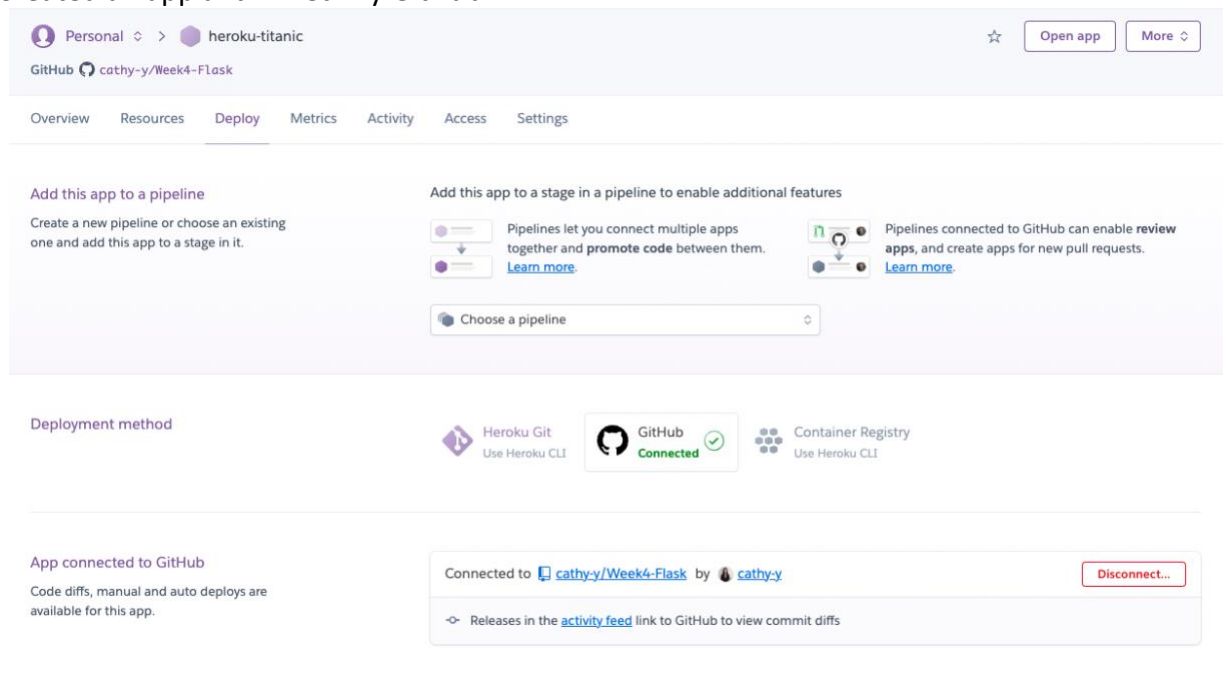 Personal > heroku-titanic
Open app
More
GitHub cathy-y/Week4-Flask
Overview Resources Deploy Metrics Activity Access Settings
Add this app to a pipeline
Create a new pipeline or choose an existing
one and add this app to a stage in it.
Add this app to a stage in a pipeline to enable additional features
Pipelines let you connect multiple apps
together and promote code between them.
Learn more.
Pipelines connected to GitHub can enable review
apps, and create apps for new pull requests.
Learn more.
Choose a pipeline
Deployment method
Heroku Git
Use Heroku CLI
GitHub
Connected
Container Registry
Use Heroku CLI
App connected to GitHub
Code diffs, manual and auto deploys are
available for this app.
Connected to cathy-y/Week4-Flask by cathy-y
Disconnect...
Releases in the activity feed link to GitHub to view commit diffs